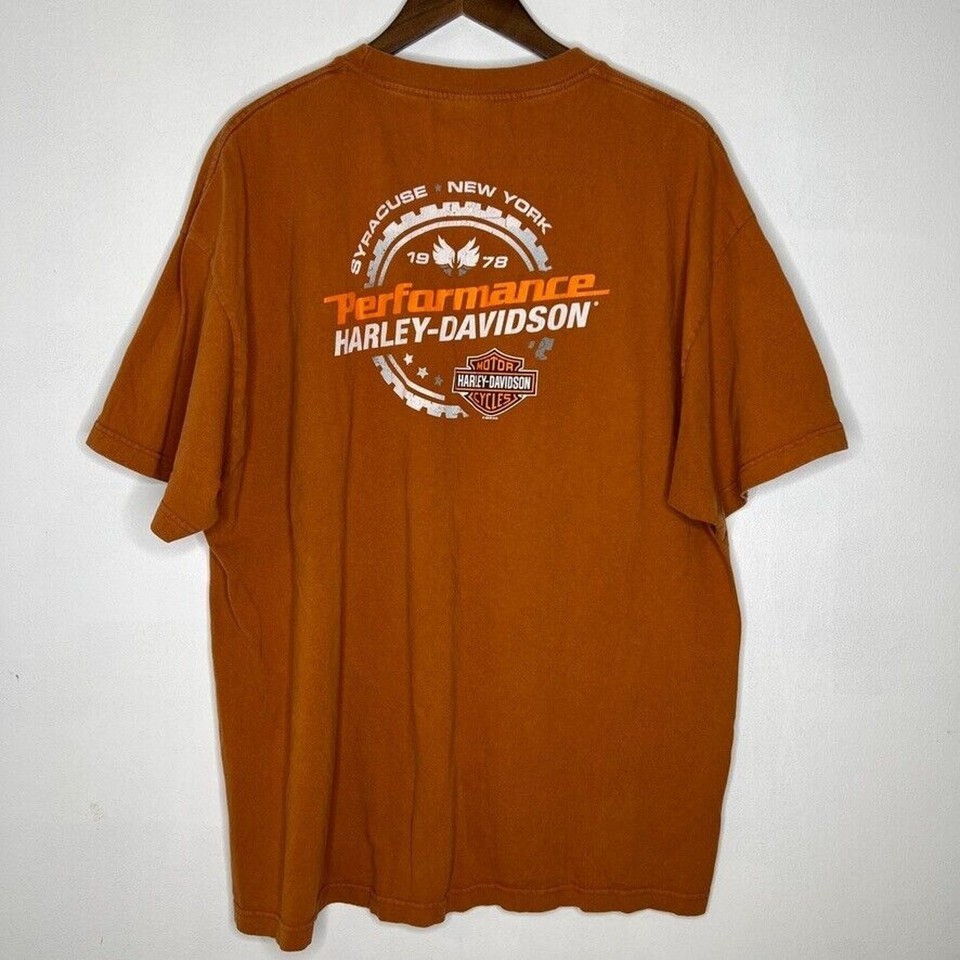 SYRACUSE ★ NEW YORK
19 78
Performance
HARLEY-DAVIDSON
MOTOR
HARLEY-DAVIDSON
CYCLES